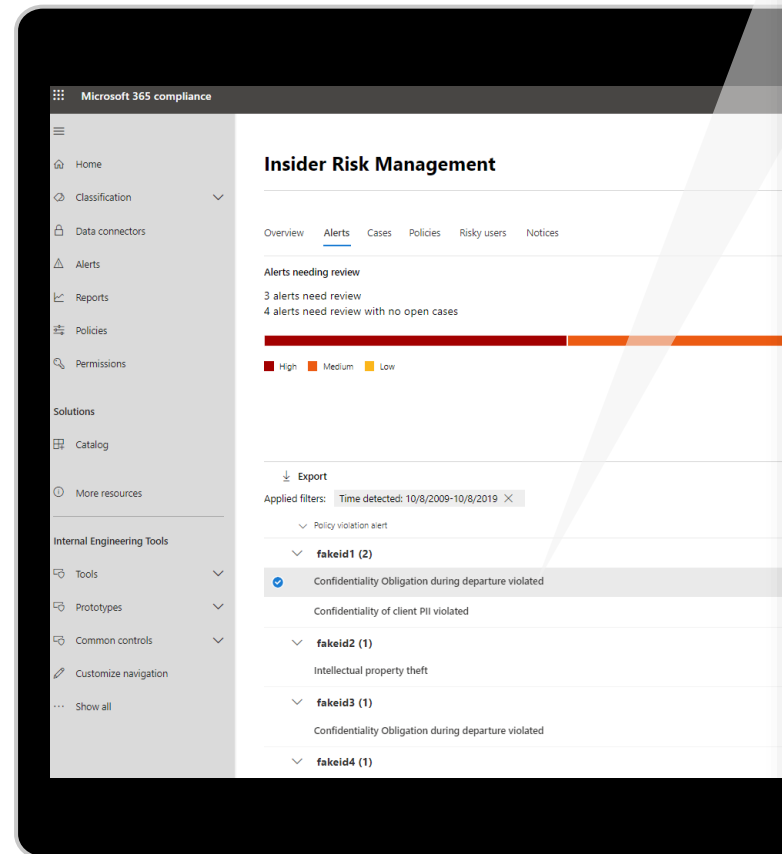 Microsoft 365 compliance
Home
Classification
Data connectors
Alerts
Reports
Policies
Permissions
Solutions
Catalog
More resources
Internal Engineering Tools
Tools
Prototypes
Common controls
Customize navigation
Show all
Insider Risk Management
Overview Alerts Cases Policies Risky users Notices
Alerts needing review
3 alerts need review
4 alerts need review with no open cases
High Medium Low
Export
Applied filters: Time detected: 10/8/2009-10/8/2019
Policy violation alert
fakeid1 (2)
Confidentiality Obligation during departure violated
Confidentiality of client PII violated
fakeid2 (1)
Intellectual property theft
fakeid3 (1)
Confidentiality Obligation during departure violated
fakeid4 (1)